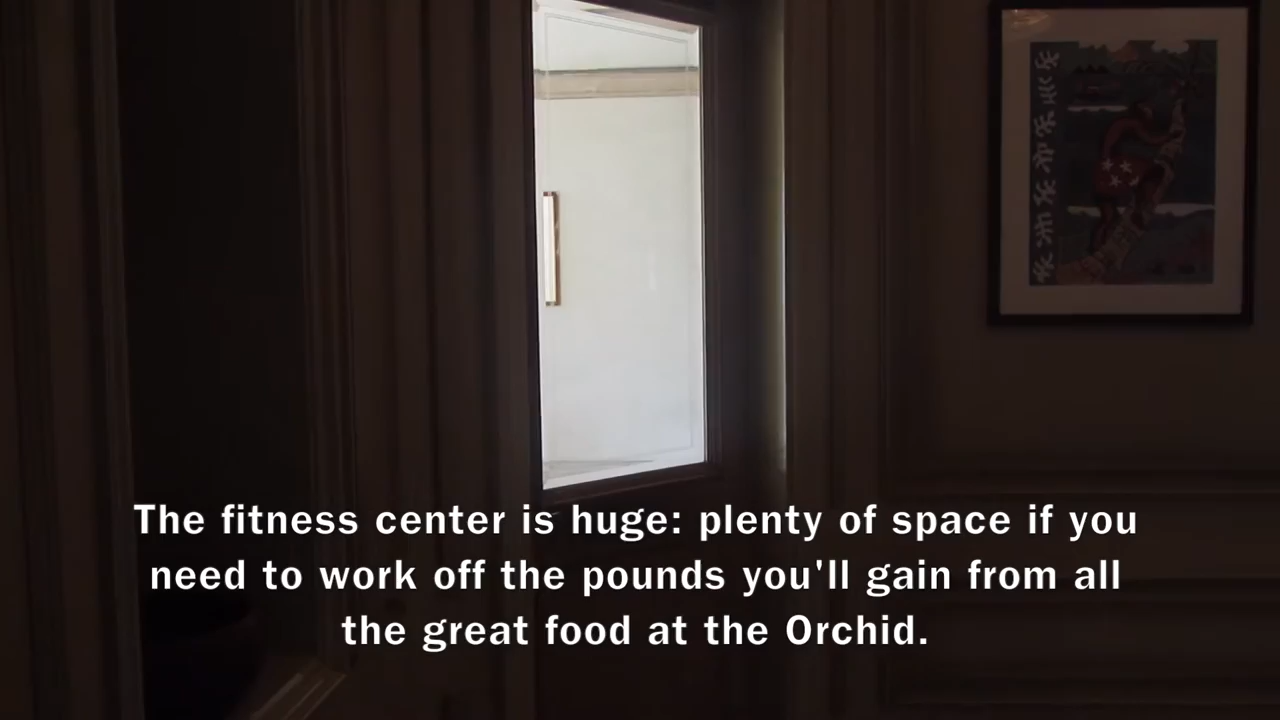 The fitness center is huge: plenty of space if you
need to work off the pounds you'll gain from all
the great food at the Orchid.